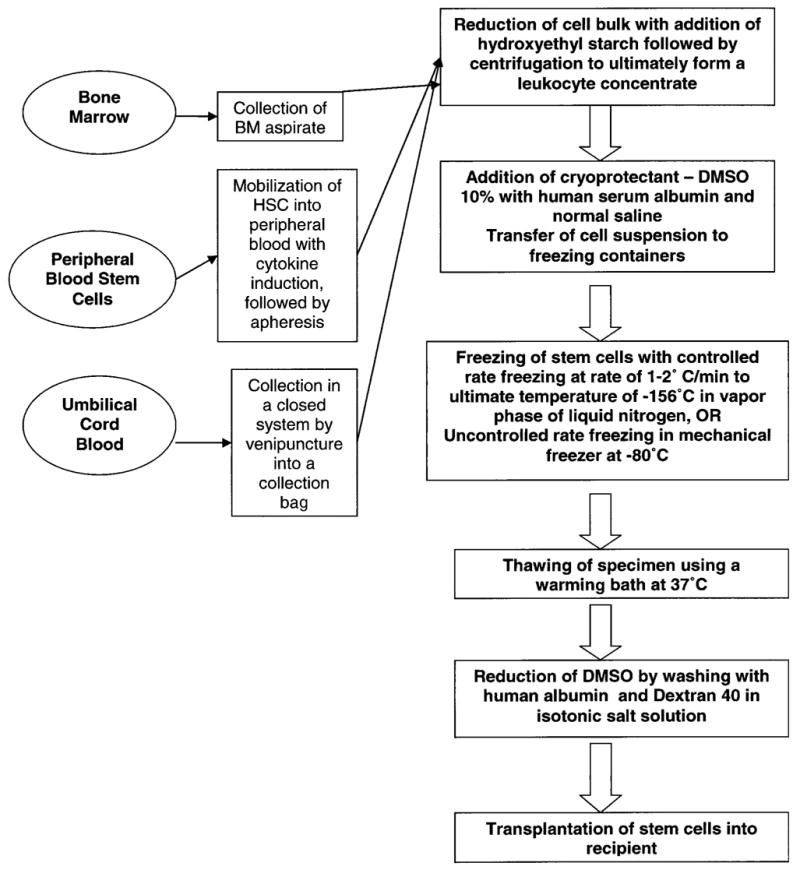 Bone
Marrow
Collection of
BM aspirate
Peripheral
Blood Stem
Cells
Mobilization of
HSC into
peripheral
blood with
cytokine
induction,
followed by
apheresis
Umbilical
Cord
Blood
Collection in
a closed
system by
venipuncture
into a
collection
bag
Reduction of cell bulk with addition of
hydroxyethyl starch followed by
centrifugation to ultimately form a
leukocyte concentrate
Addition of cryoprotectant – DMSO
10% with human serum albumin and
normal saline
Transfer of cell suspension to
freezing containers
Freezing of stem cells with controlled
rate freezing at rate of 1-2˚ C/min to
ultimate temperature of -156˚C in vapor
phase of liquid nitrogen, OR
Uncontrolled rate freezing in mechanical
freezer at -80˚C
Thawing of specimen using a
warming bath at 37˚C
Reduction of DMSO by washing with
human albumin and Dextran 40 in
isotonic salt solution
Transplantation of stem cells into
recipient